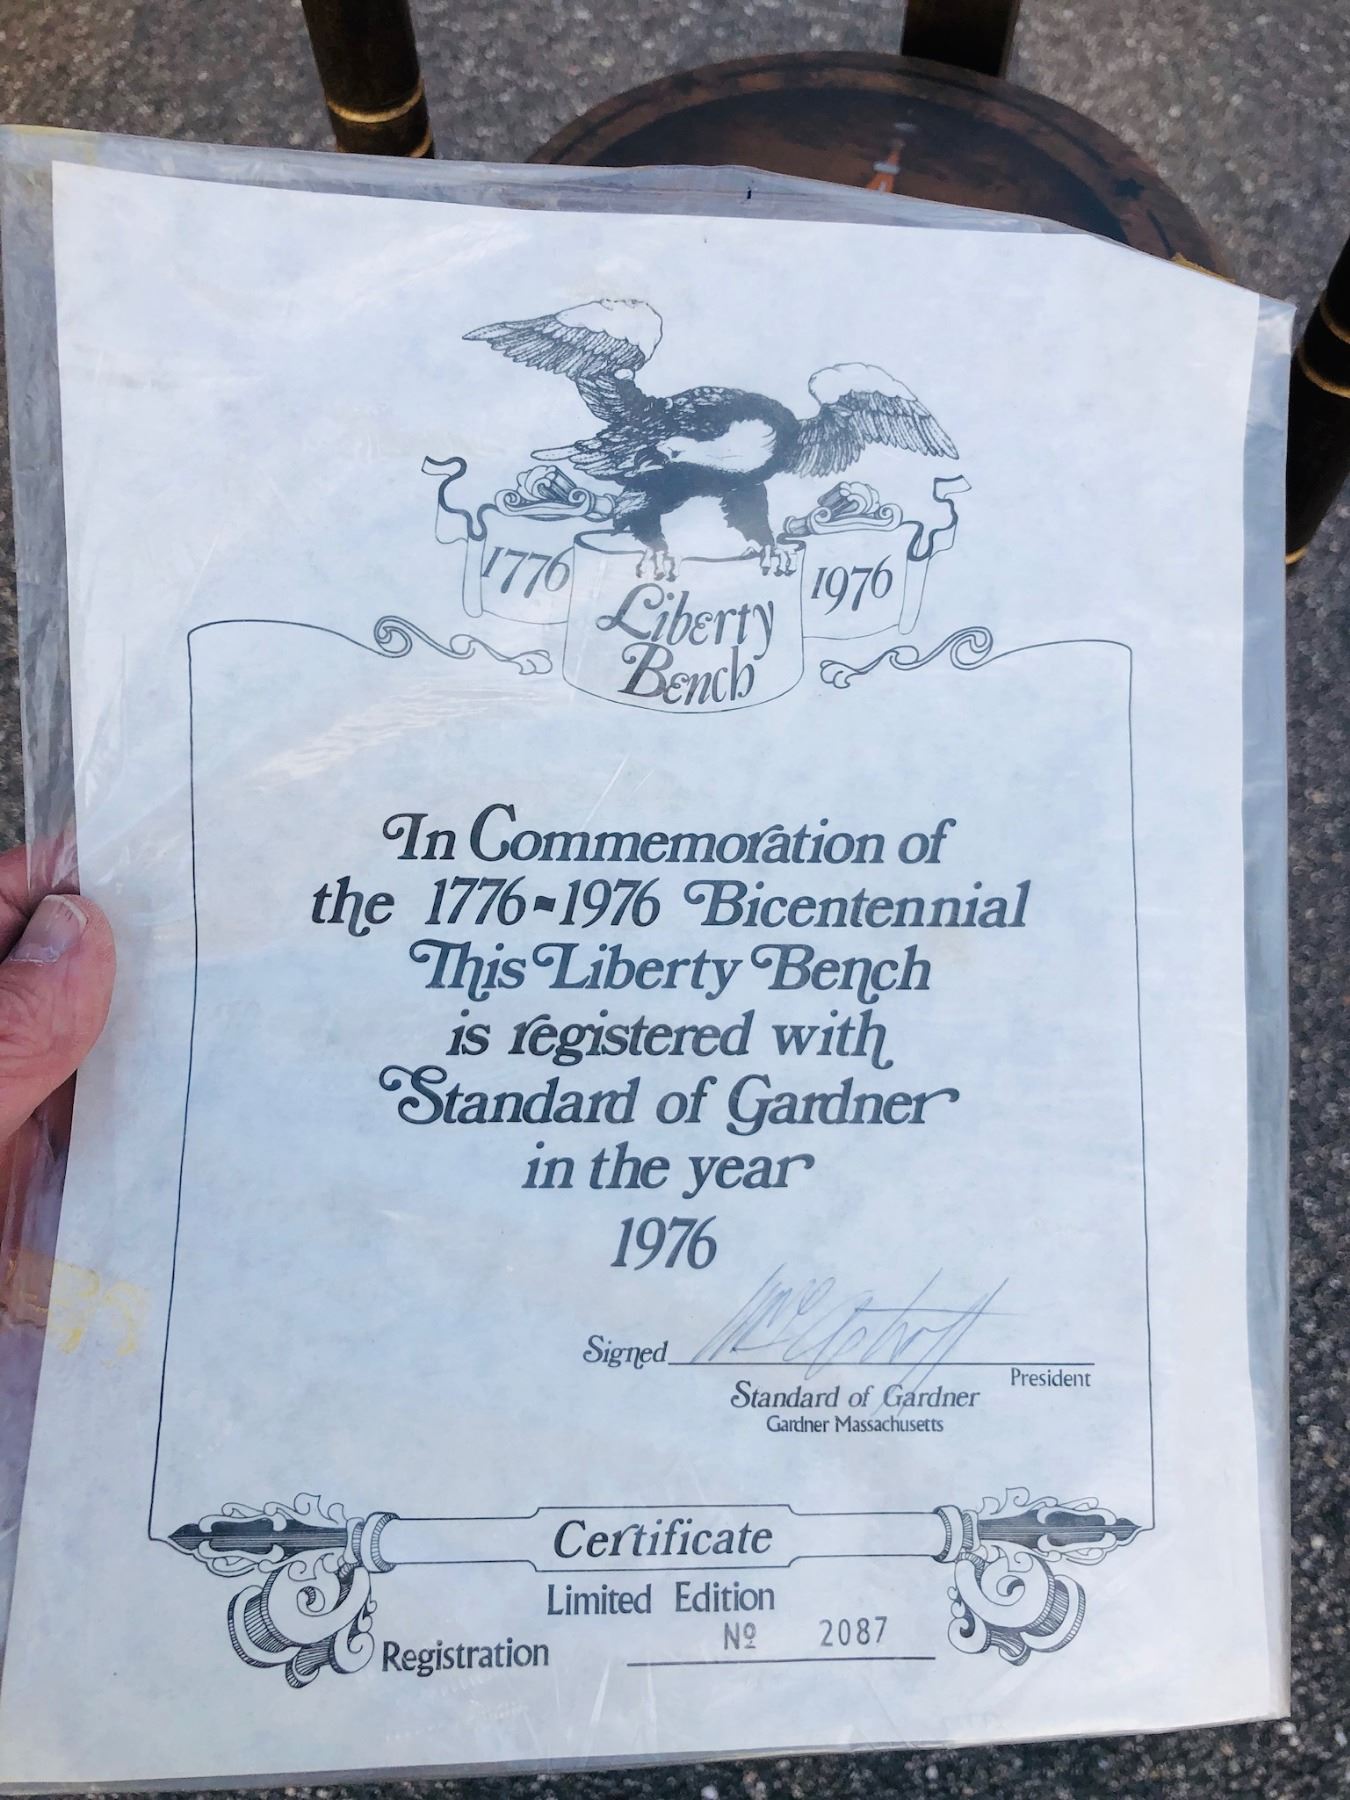 1776
1976
Liberty
Bench
In Commemoration of
the 1776-1976 Bicentennial
This Liberty Bench
is registered with
Standard of Gardner
in the year
1976
Signed
President
Standard of Gardner
Gardner Massachusetts
Certificate
Limited Edition
Registration Nº 2087